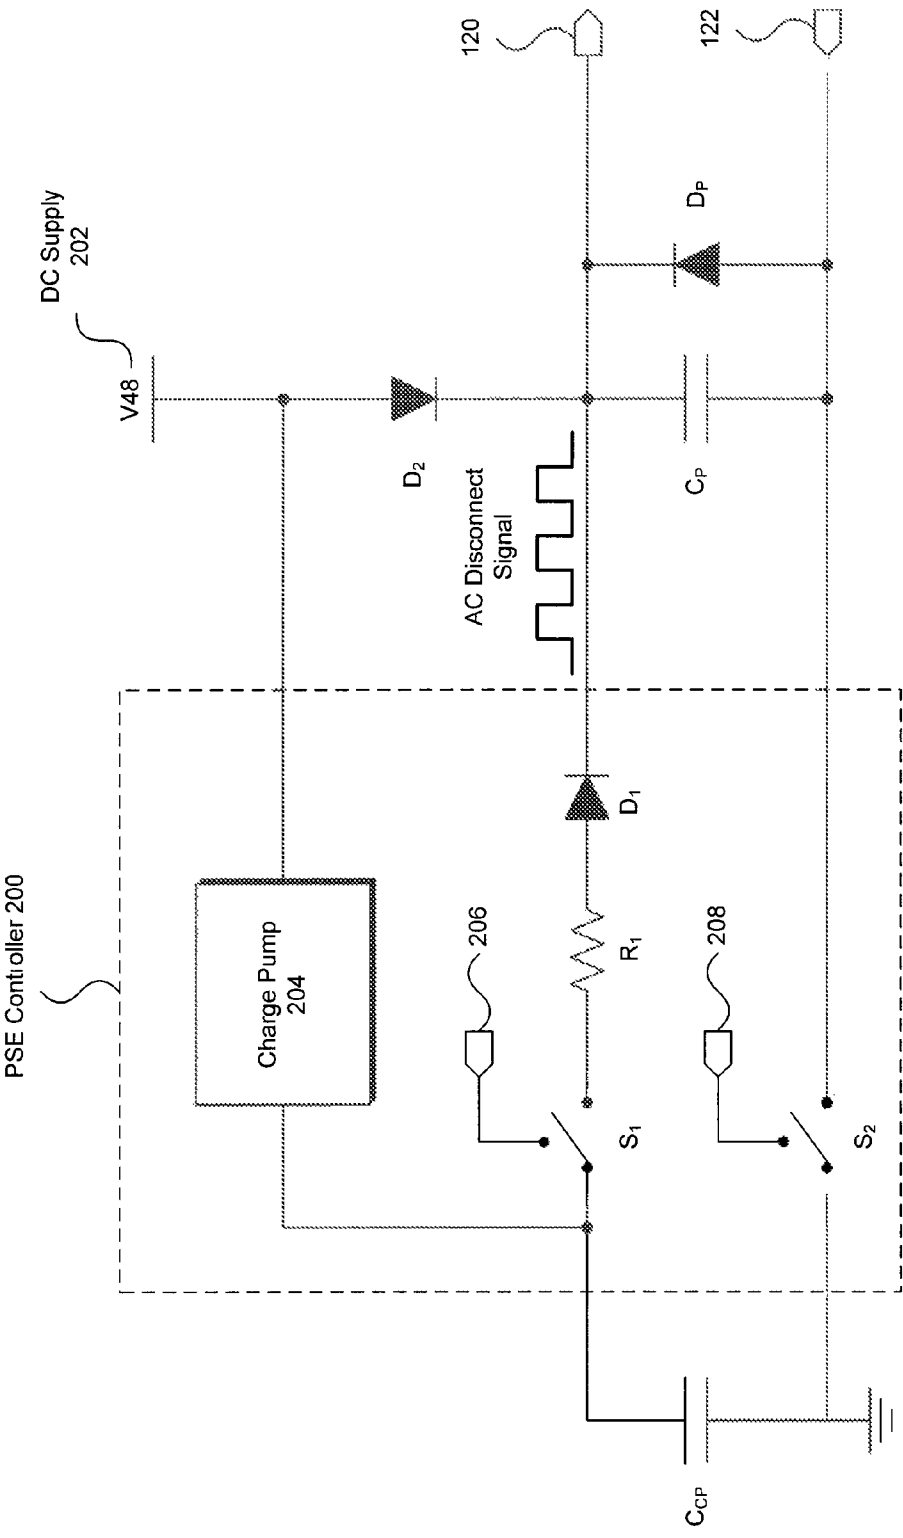 120
122
DC Supply
202
V48
D2
DP
CP
AC Disconnect
Signal
PSE Controller 200
Charge Pump
204
206
208
D1
R1
S1
S2
CCP